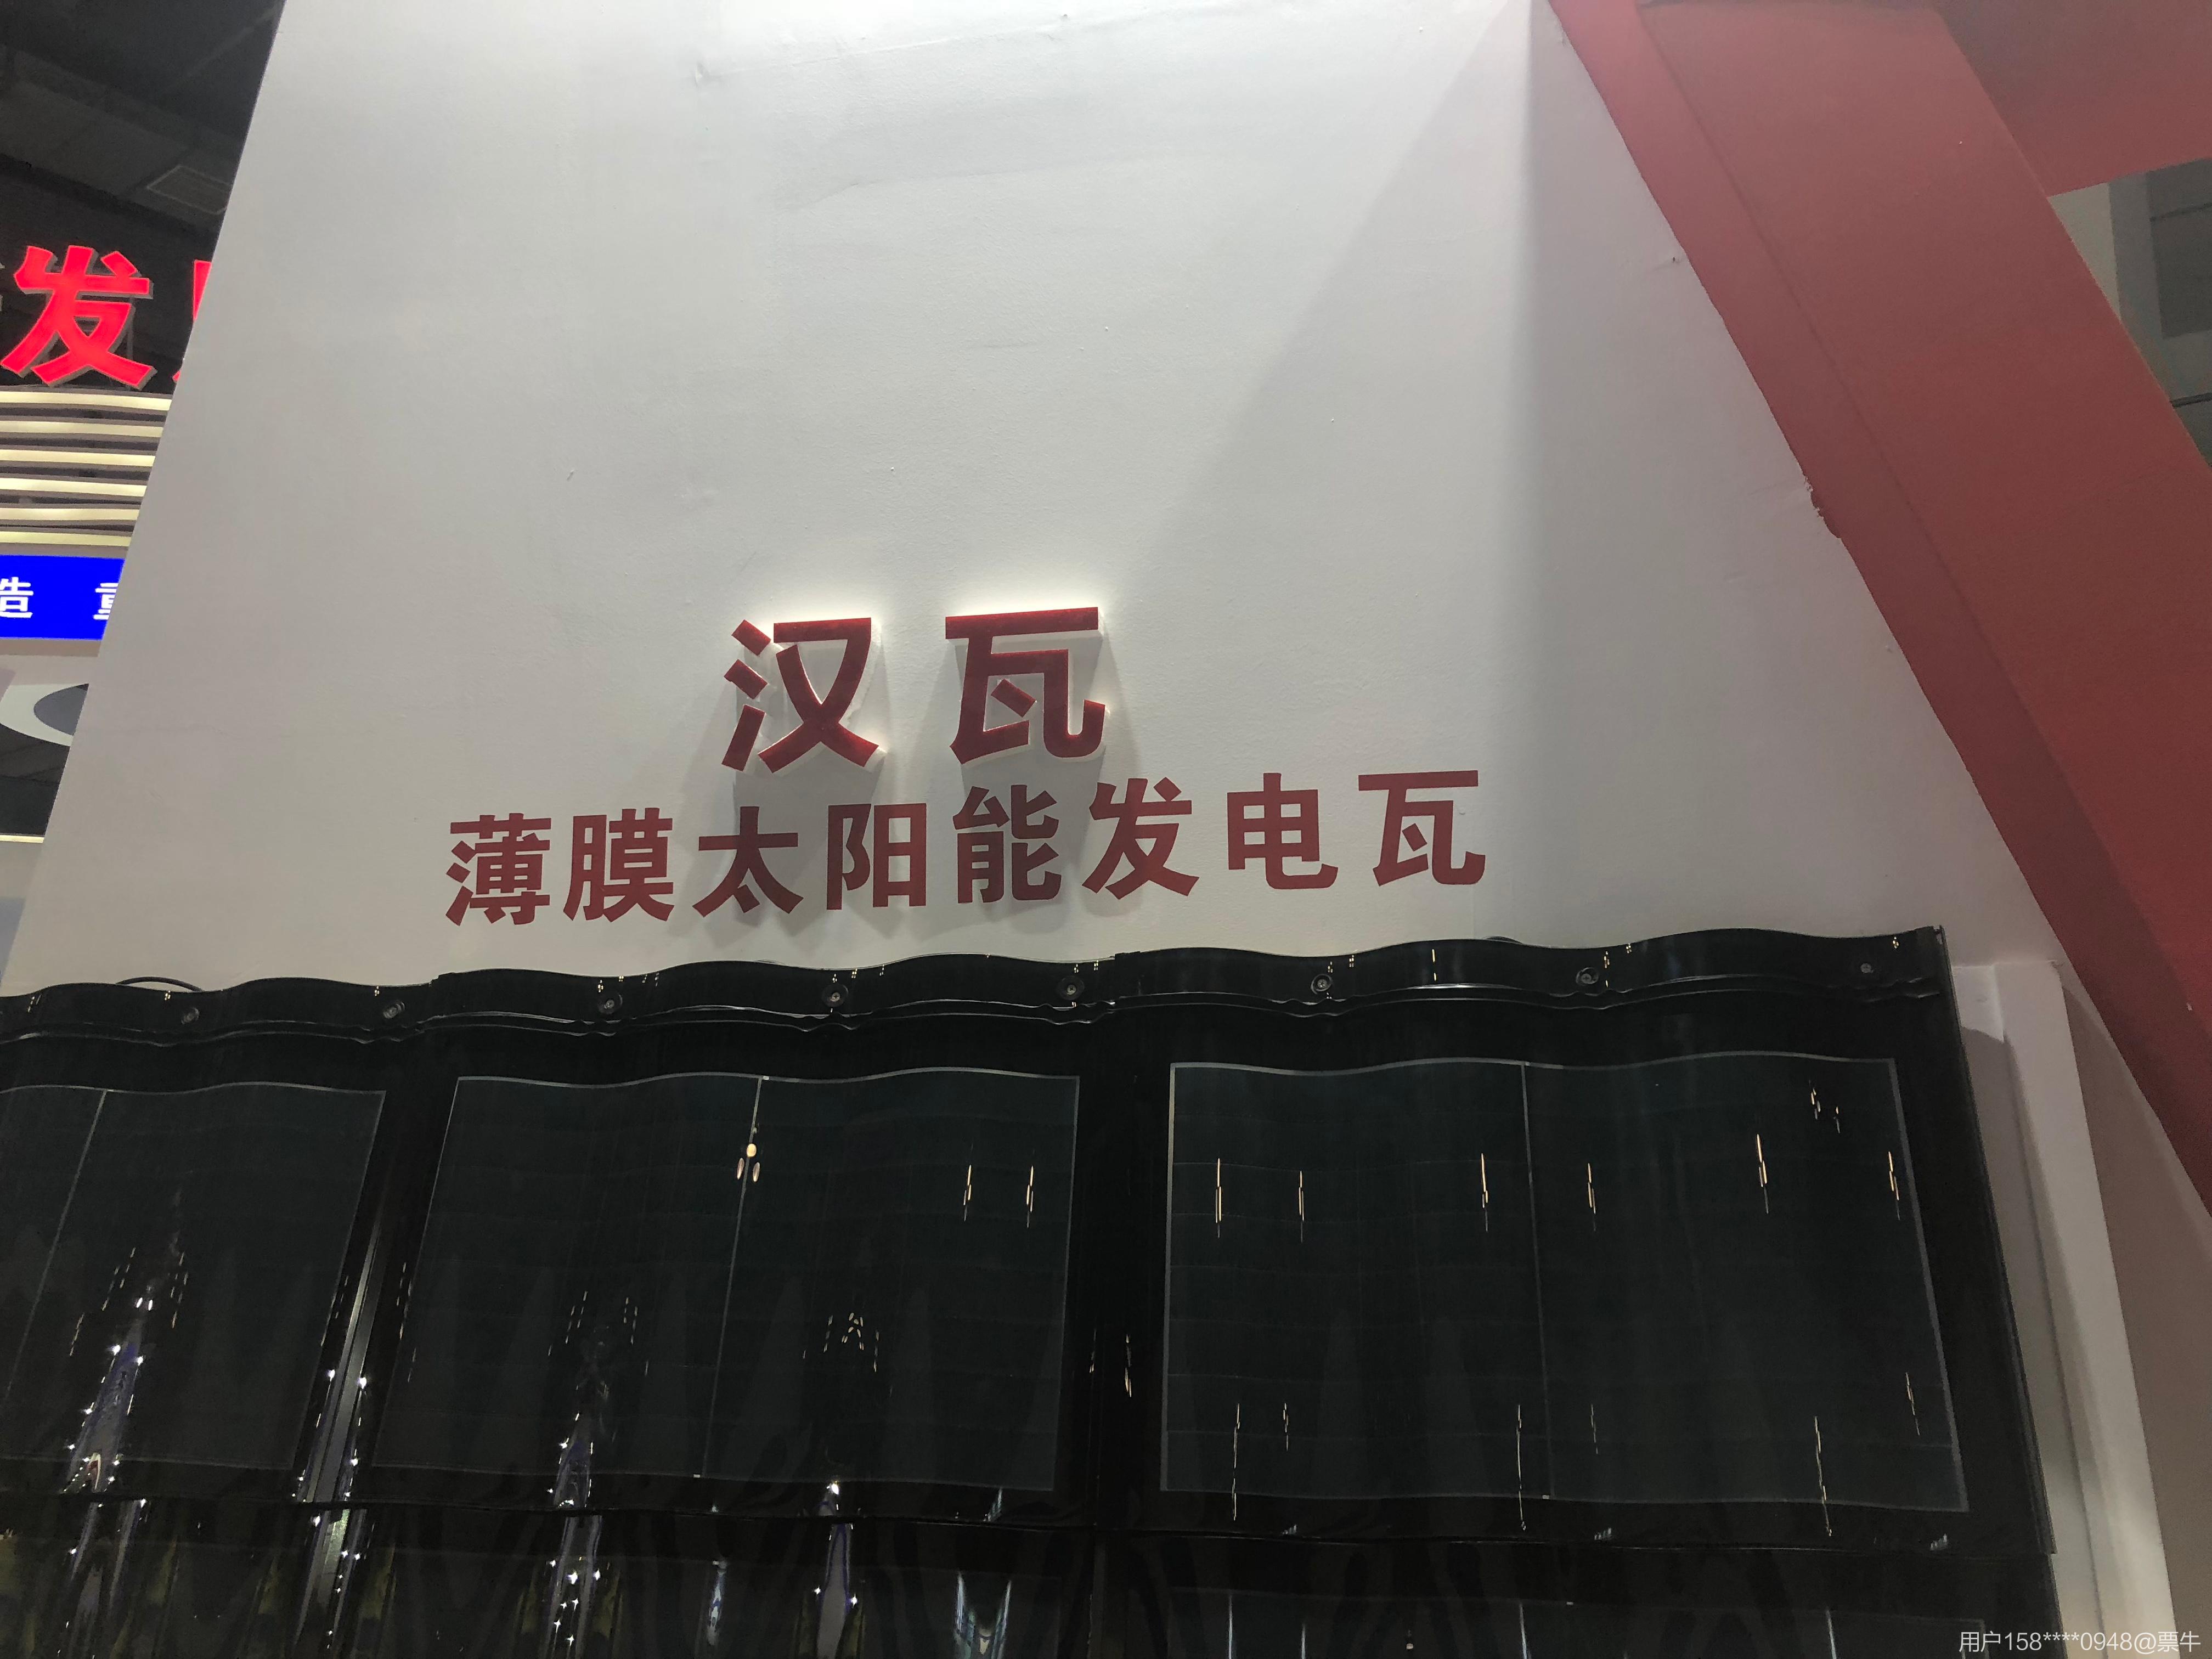 发
造
汉瓦
薄膜太阳能发电瓦
用户158****0948@票牛